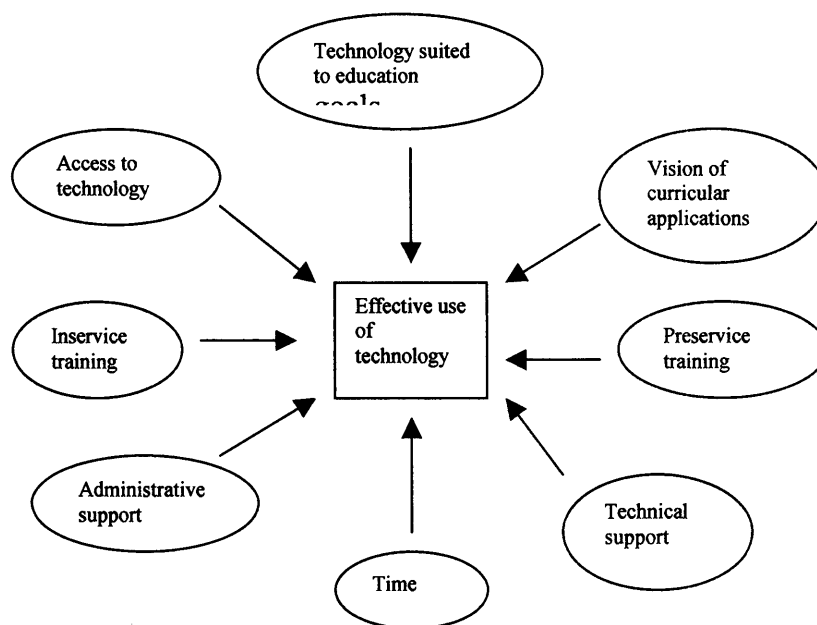 Technology suited
to education
goals
Access to
technology
Vision of
curricular
applications
Effective use
of
technology
Inservice
training
Preservice
training
Administrative
support
Technical
support
Time